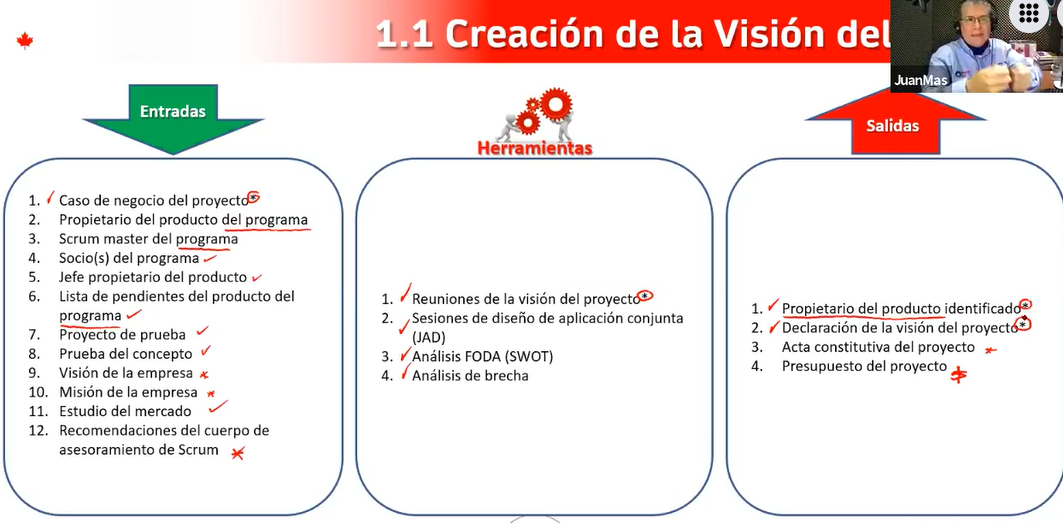 1.1 Creación de la Visión del
JuanMas
Entradas
1. Caso de negocio del proyecto*
2. Propietario del producto del programa
3. Scrum master del programa
4. Socio(s) del programa
5. Jefe propietario del producto
6. Lista de pendientes del producto del
programa
7. Proyecto de prueba
8. Prueba del concepto
9. Visión de la empresa
10. Misión de la empresa
11. Estudio del mercado
12. Recomendaciones del cuerpo de
asesoramiento de Scrum
Herramientas
1. Reuniones de la visión del proyecto*
2. Sesiones de diseño de aplicación conjunta
(JAD)
3. Análisis FODA (SWOT)
4. Análisis de brecha
Salidas
1. Propietario del producto identificado*
2. Declaración de la visión del proyecto*
3. Acta constitutiva del proyecto
4. Presupuesto del proyecto